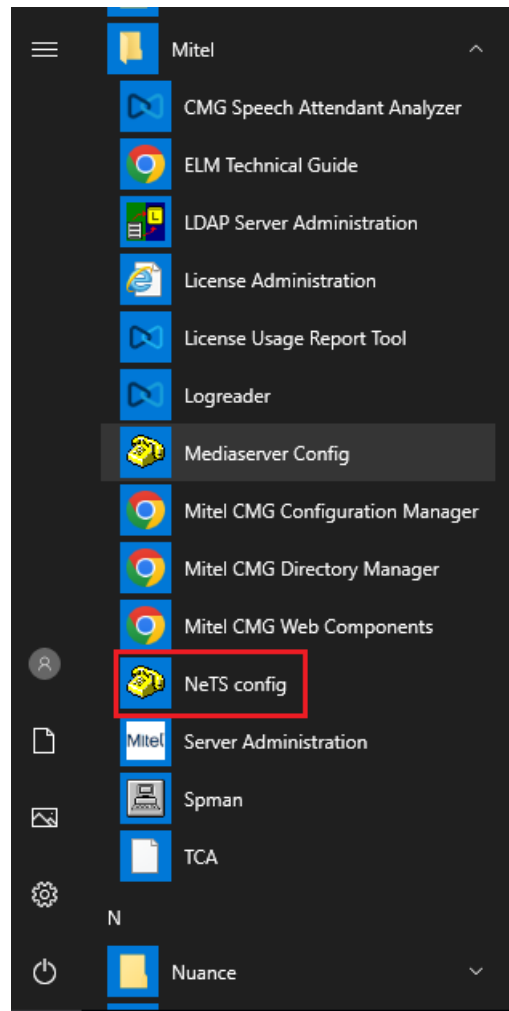 Mitel
CMG Speech Attendant Analyzer
ELM Technical Guide
L
LDAP Server Administration
License Administration
License Usage Report Tool
Logreader
Mediaserver Config
Mitel CMG Configuration Manager
Mitel CMG Directory Manager
Mitel CMG Web Components
NeTS config
Mitel Server Administration
Spman
TCA
N
Nuance